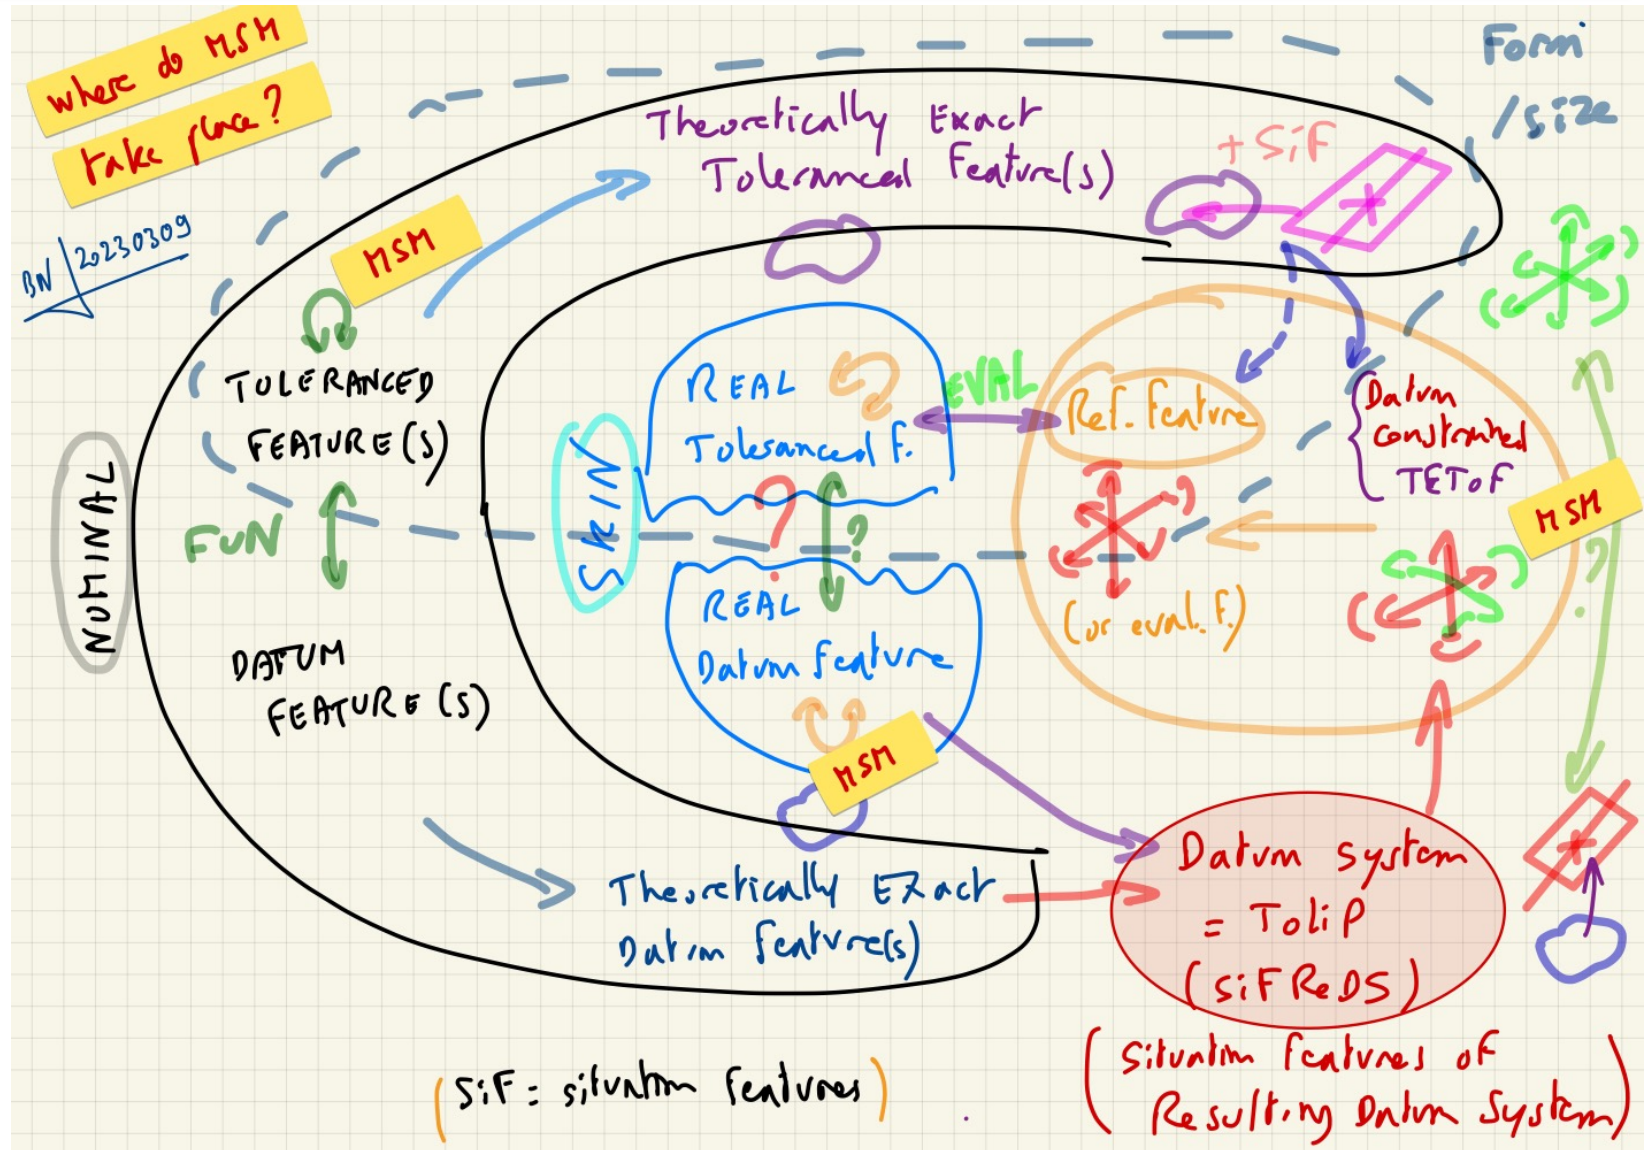 where do MSM
take place?
BN/20230309
Form
/size
Theoretically Exact
Toleranced Feature(s)
+ SiF
MSM
TOLERANCED
FEATURE(S)
NOMINAL
FUN
DATUM
FEATURE(S)
SKIN
REAL
Toleranced F.
EVAL
Ref. Feature
Datum
Constrained
TETOF
MSM
?
?
?
REAL
Datum Feature
MSM
(or eval. F.)
Theoretically EXact
Datum Feature(s)
Datum system
= ToliP
(SiFReDS)
(Situation features of
Resulting Datum System)
(SiF = situation features)